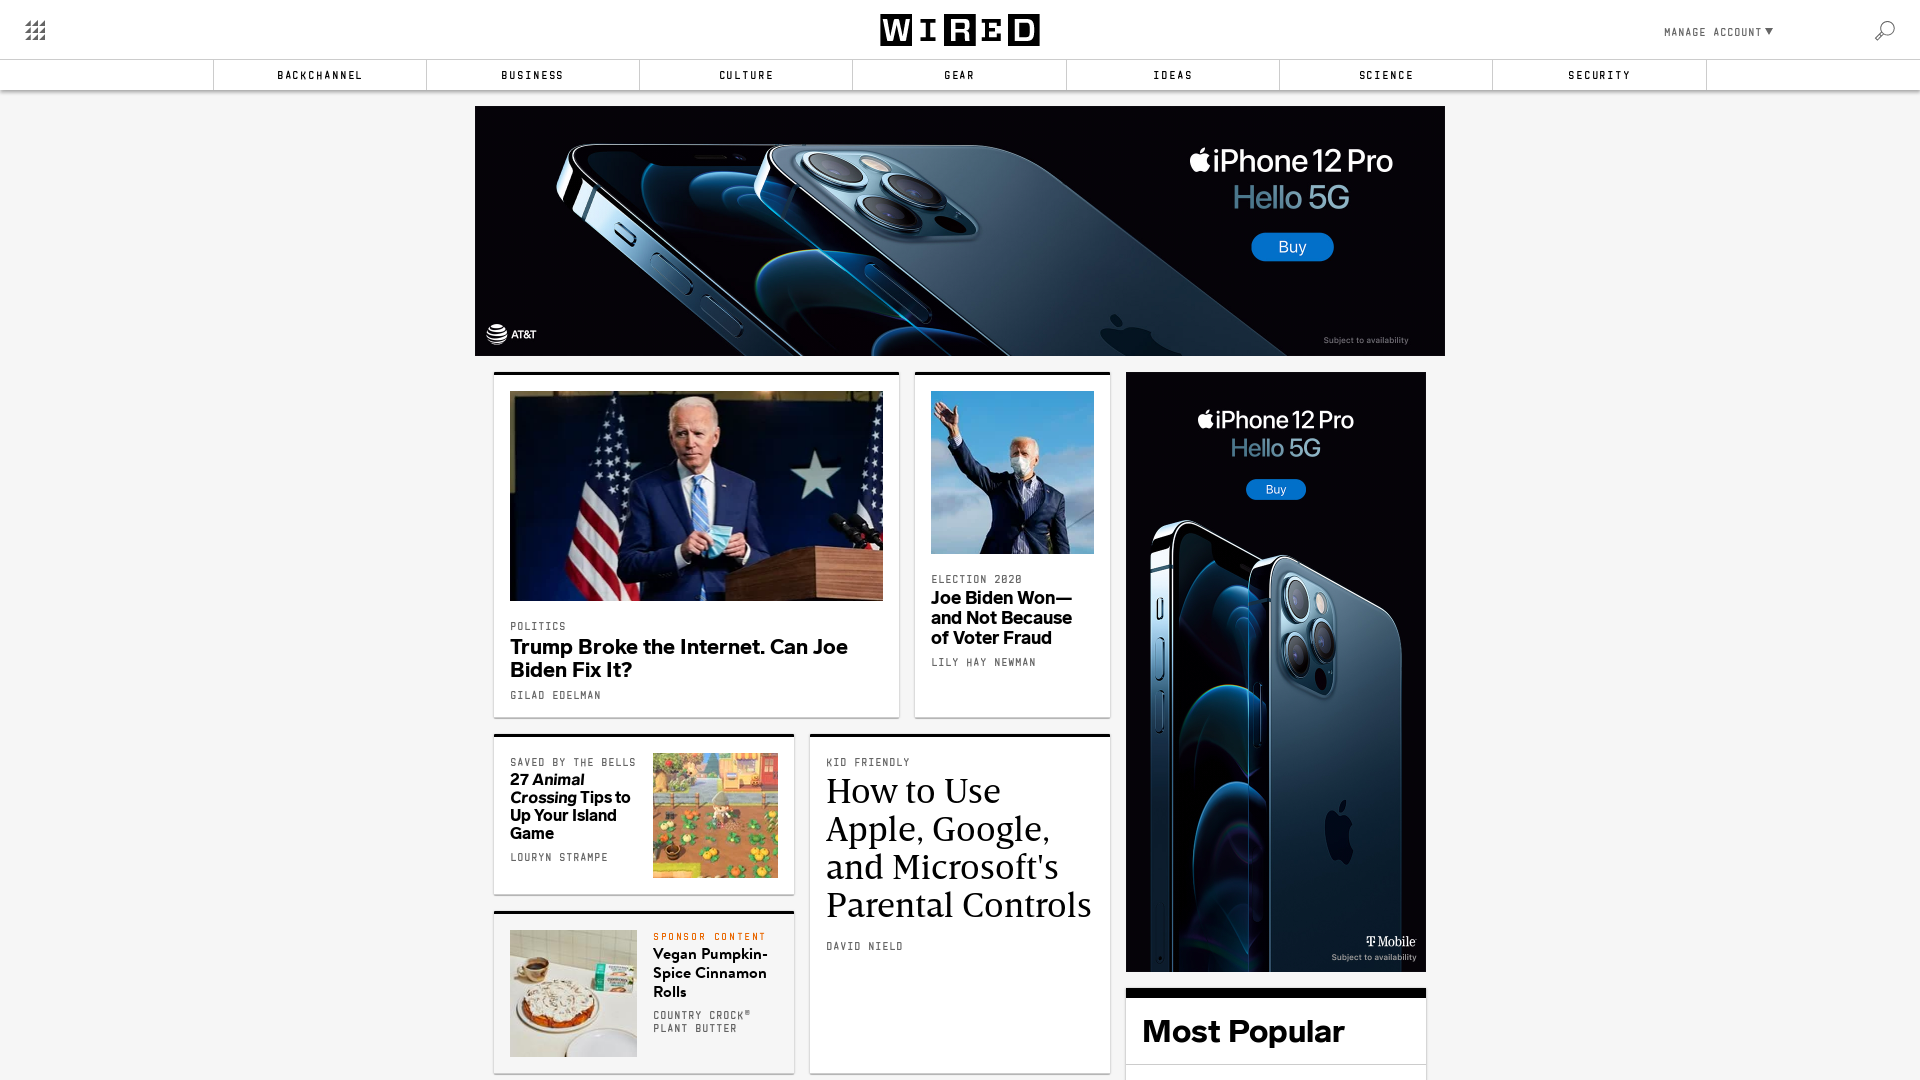 WIRED
MANAGE ACCOUNT
BACKCHANNEL
BUSINESS
CULTURE
GEAR
IDEAS
SCIENCE
SECURITY
iPhone 12 Pro
Hello 5G
Buy
AT&T
Subject to availability
POLITICS
Trump Broke the Internet. Can Joe
Biden Fix It?
GILAD EDELMAN
ELECTION 2020
Joe Biden Won—
and Not Because
of Voter Fraud
LILY HAY NEWMAN
iPhone 12 Pro
Hello 5G
Buy
T Mobile
Subject to availability
SAVED BY THE BELLS
27 Animal
Crossing Tips to
Up Your Island
Game
LOURYN STRAMPE
KID FRIENDLY
How to Use
Apple, Google,
and Microsoft's
Parental Controls
DAVID NIELD
SPONSOR CONTENT
Vegan Pumpkin-
Spice Cinnamon
Rolls
COUNTRY CROCK®
PLANT BUTTER
Most Popular